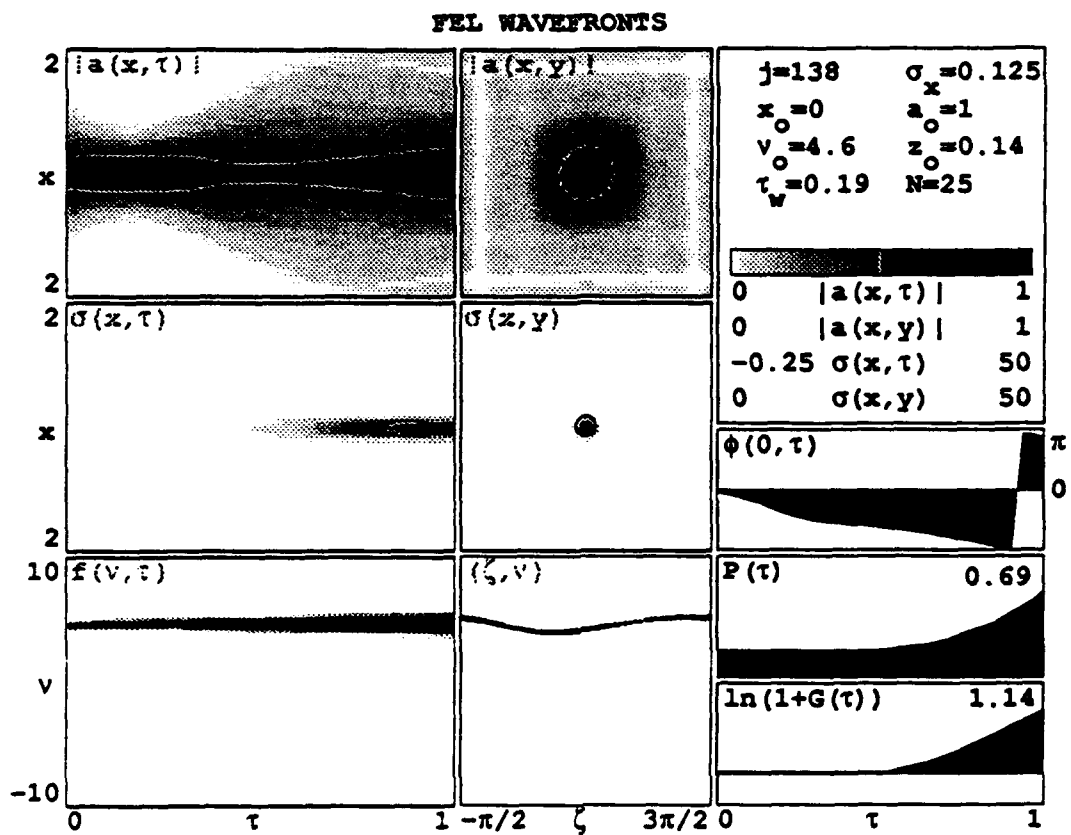 FEL WAVEFRONTS
2 |a(x,τ)|
x
2
|a(x,y)|
j=138 σx=0.125
xo=0 ao=1
νo=4.6 zo=0.14
τw=0.19 N=25
0 |a(x,τ)| 1
0 |a(x,y)| 1
-0.25 σ(x,τ) 50
0 σ(x,y) 50
2 σ(x,τ)
x
2
σ(x,y)
φ(0,τ) π
0
10 f(ν,τ)
ν
-10
0 τ 1
(ζ,ν)
-π/2 ζ 3π/2
P(τ) 0.69
ln(1+G(τ)) 1.14
0 τ 1